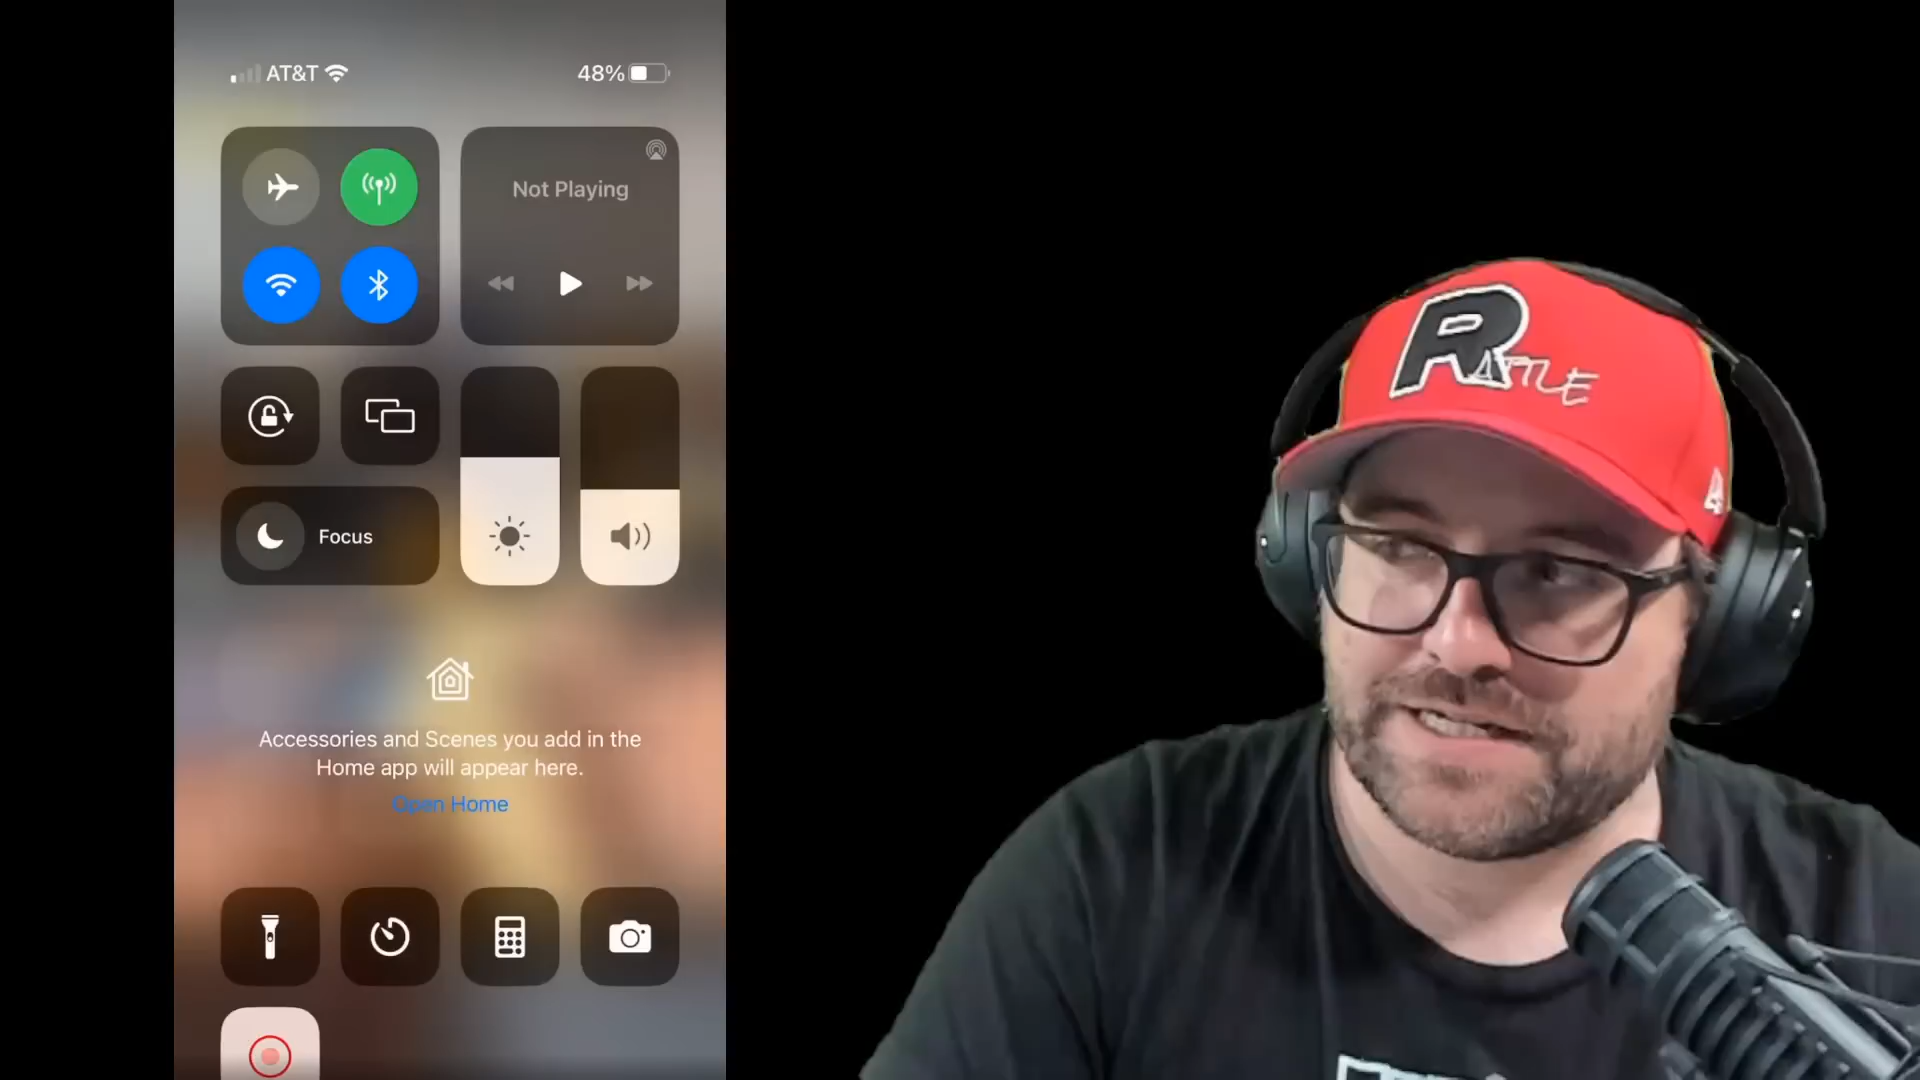 AT&T 48%
Not Playing
Focus
Accessories and Scenes you add in the
Home app will appear here.
Open Home
RATTLE